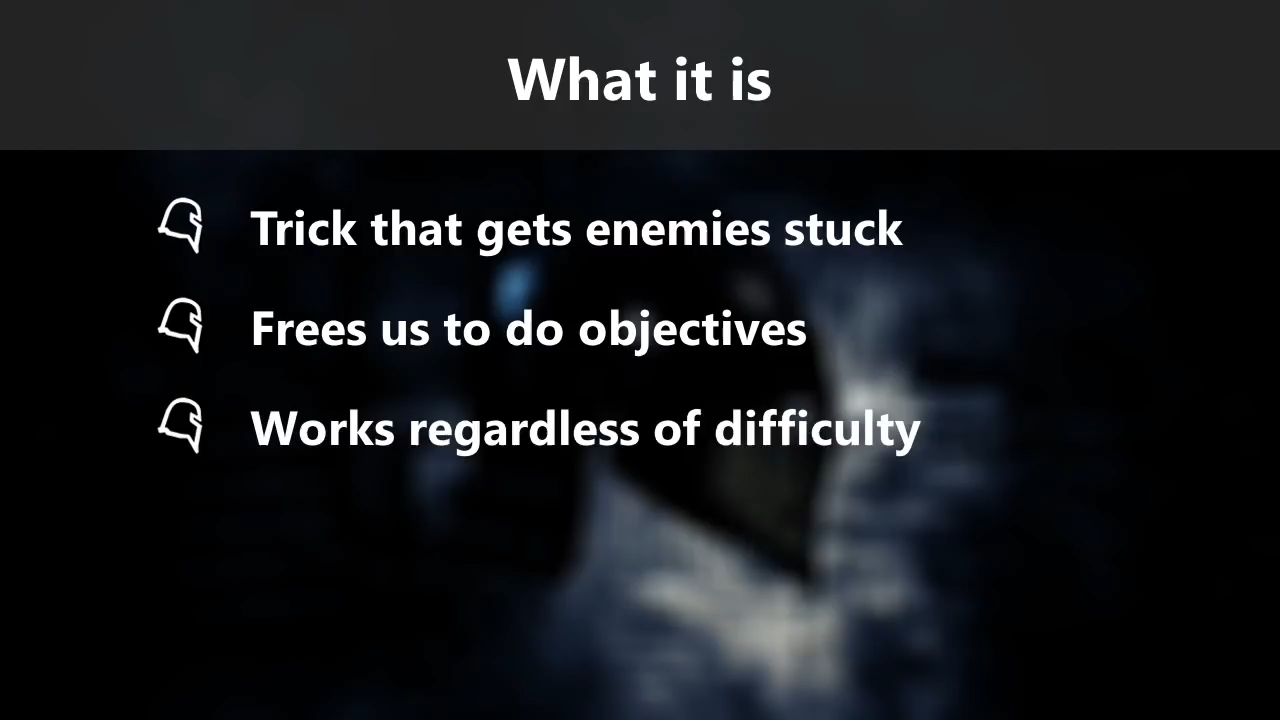 What it is
Trick that gets enemies stuck
Frees us to do objectives
Works regardless of difficulty